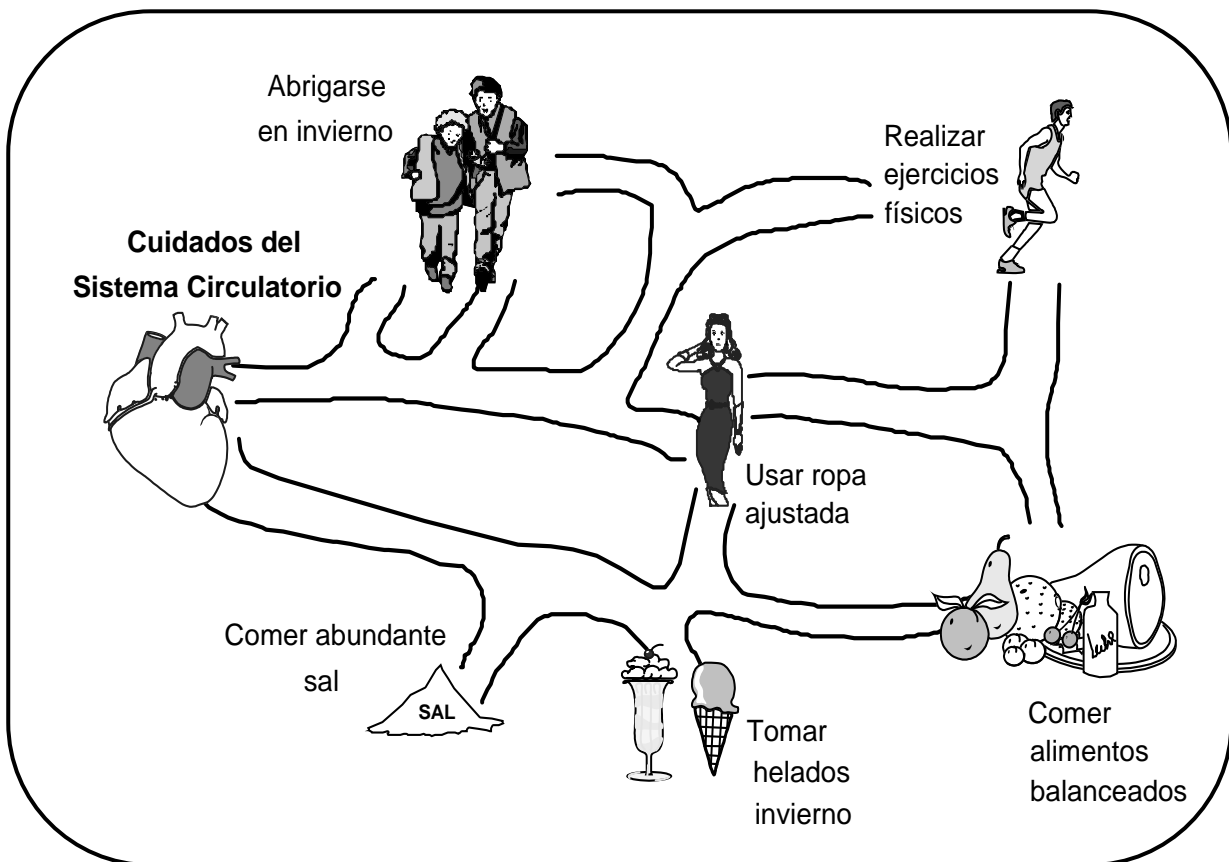 Abrigarse
en invierno
Realizar
ejercicios
físicos
Cuidados del
Sistema Circulatorio
Usar ropa
ajustada
Comer abundante
sal
SAL
Leche
Tomar
helados
invierno
Comer
alimentos
balanceados